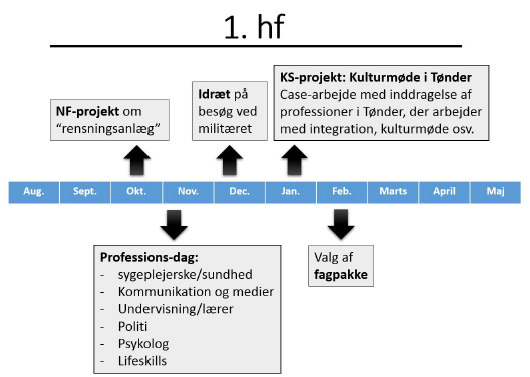 1. hf
NF-projekt om
”rensningsanlæg”
Idræt på
besøg ved
militæret
KS-projekt: Kulturmøde i Tønder
Case-arbejde med inddragelse af
professioner i Tønder, der arbejder
med integration, kulturmøde osv.
Aug. Sept. Okt. Nov. Dec. Jan. Feb. Marts April Maj
Professions-dag:
- sygeplejerske/sundhed
- Kommunikation og medier
- Undervisning/lærer
- Politi
- Psykolog
- Lifeskills
Valg af
fagpakke